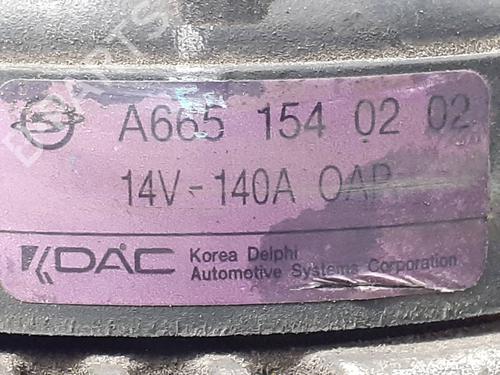 A665 154 02 02
14V-140A OAP
KDAC Korea Delphi
Automotive Systems Corporation